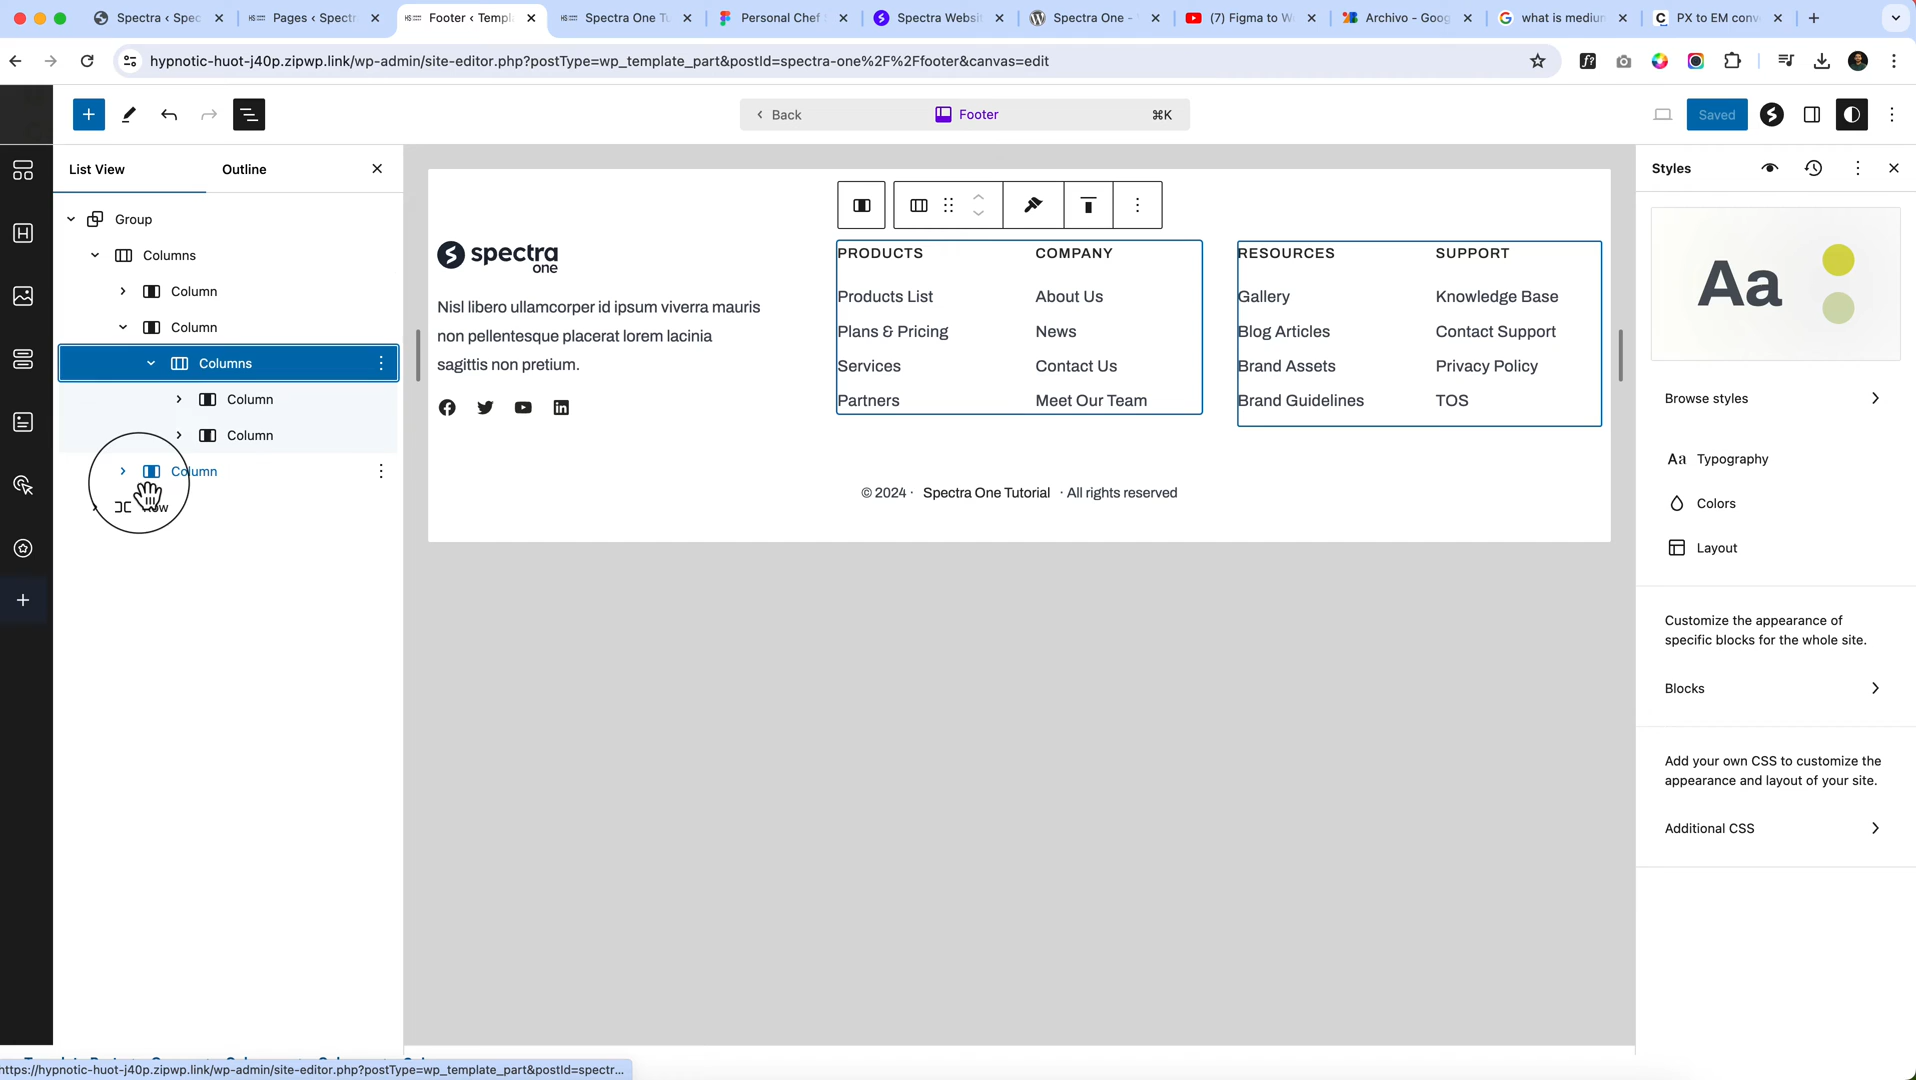 Spectra ‹ Spec
Pages ‹ Spectr
Footer ‹ Templ
Spectra One Tu
Personal Chef
Spectra Websit
Spectra One -
(7) Figma to W
Archivo - Goog
what is medium
PX to EM conv
hypnotic-huot-j40p.zipwp.link/wp-admin/site-editor.php?postType=wp_template_part&postId=spectra-one%2F%2Ffooter&canvas=edit
Back
Footer
⌘K
Saved
List View
Outline
Styles
Group
Columns
Column
Column
Columns
Column
Column
Column
spectra
one
Nisl libero ullamcorper id ipsum viverra mauris
non pellentesque placerat lorem lacinia
sagittis non pretium.
PRODUCTS
Products List
Plans & Pricing
Services
Partners
COMPANY
About Us
News
Contact Us
Meet Our Team
RESOURCES
Gallery
Blog Articles
Brand Assets
Brand Guidelines
SUPPORT
Knowledge Base
Contact Support
Privacy Policy
TOS
© 2024 · Spectra One Tutorial · All rights reserved
Aa
Browse styles
Aa Typography
Colors
Layout
Customize the appearance of
specific blocks for the whole site.
Blocks
Add your own CSS to customize the
appearance and layout of your site.
Additional CSS
https://hypnotic-huot-j40p.zipwp.link/wp-admin/site-editor.php?postType=wp_template_part&postId=spectr...